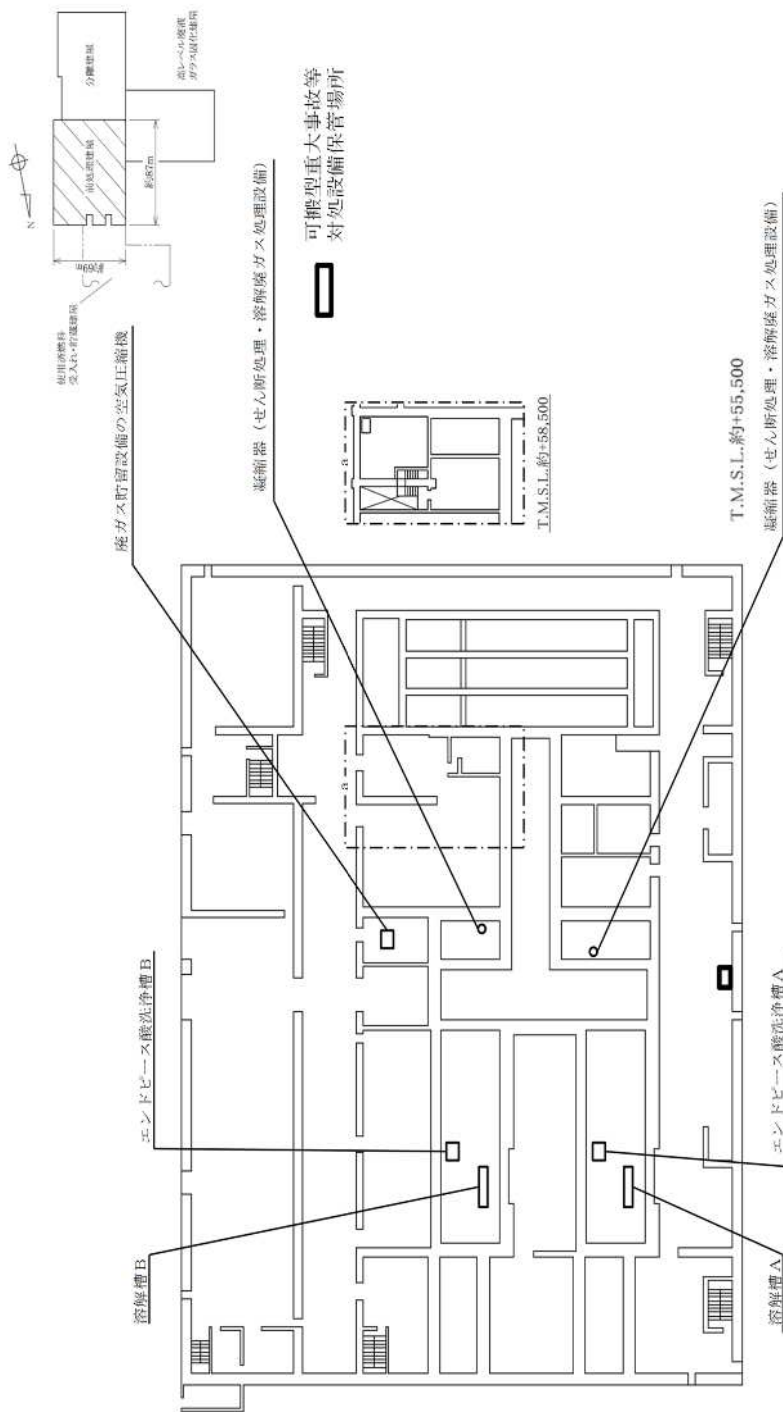 使用済燃料
受入れ・貯蔵建屋
N
約69m
前処理建屋
約87m
分離建屋
高レベル廃液
ガラス固化建屋
可搬型重大事故等
対処設備保管場所
廃ガス貯留設備の空気圧縮機
凝縮器(せん断処理・溶解廃ガス処理設備)
エンドピース酸洗浄槽B
溶解槽B
a
a
T.M.S.L.約+58,500
T.M.S.L.約+55,500
溶解槽A
エンドピース酸洗浄槽A
凝縮器(せん断処理・溶解廃ガス処理設備)